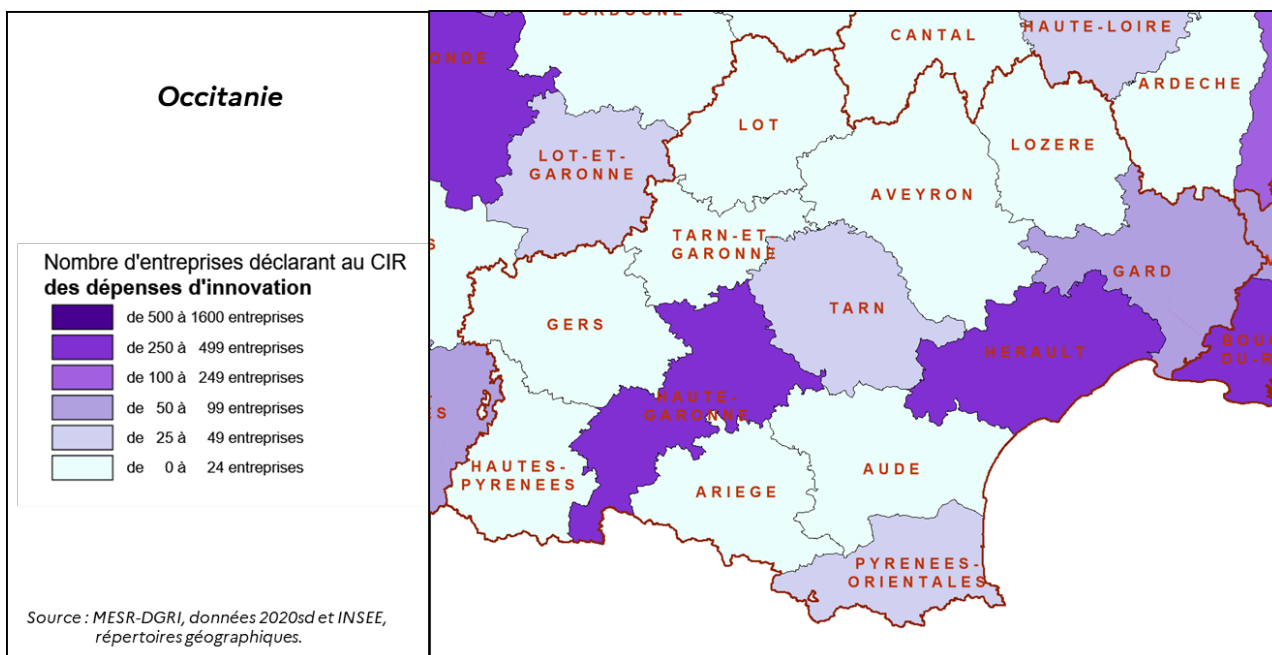 Occitanie
Nombre d'entreprises déclarant au CIR
des dépenses d'innovation
de 500 à 1600 entreprises
de 250 à 499 entreprises
de 100 à 249 entreprises
de 50 à 99 entreprises
de 25 à 49 entreprises
de 0 à 24 entreprises
Source : MESR-DGRI, données 2020sd et INSEE,
répertoires géographiques.
CANTAL
HAUTE-LOIRE
ONDE
ARDECHE
LOT
LOT-ET-
GARONNE
LOZERE
AVEYRON
TARN-ET-
GARONNE
GARD
TARN
GERS
HERAULT
BOUC
DU-R
HAUTE-
GARONNE
HAUTES-
PYRENEES
AUDE
ARIEGE
PYRENEES-
ORIENTALES